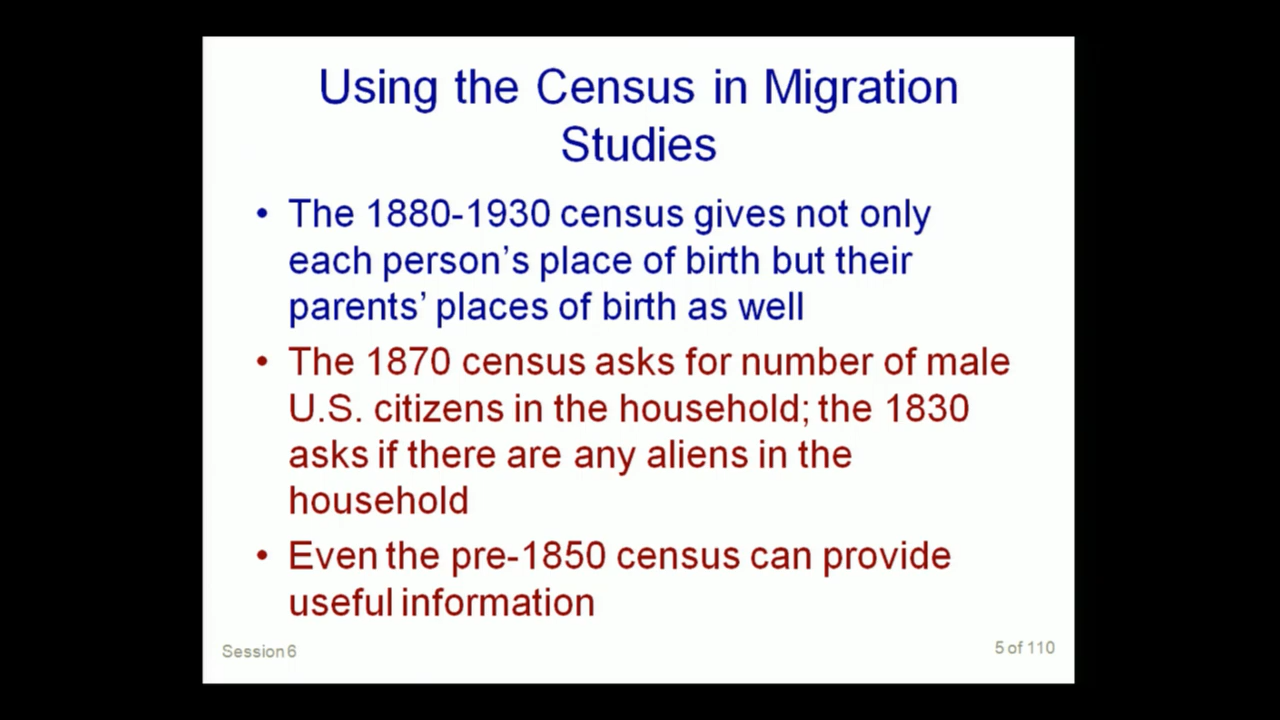 Using the Census in Migration
Studies
• The 1880-1930 census gives not only
each person’s place of birth but their
parents’ places of birth as well
• The 1870 census asks for number of male
U.S. citizens in the household; the 1830
asks if there are any aliens in the
household
• Even the pre-1850 census can provide
useful information
Session 6
5 of 110